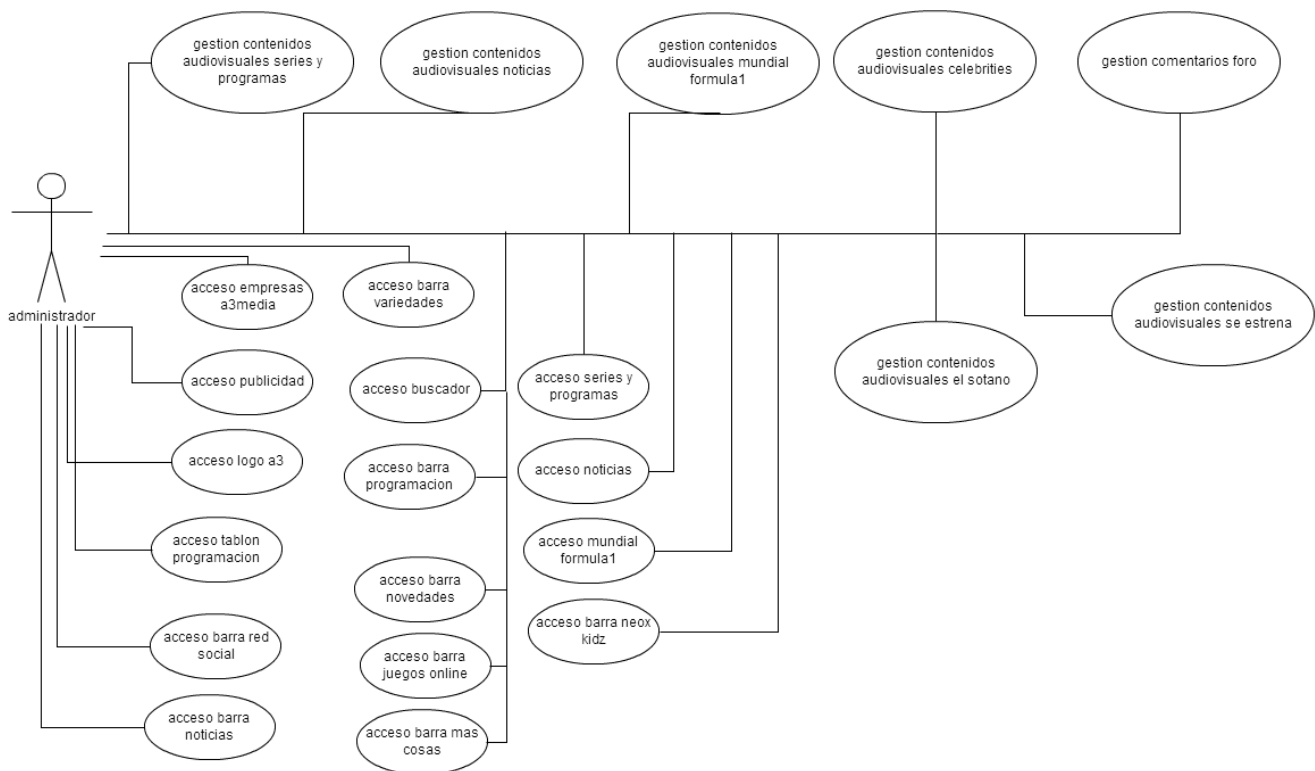 gestion contenidos
audiovisuales series y
programas
gestion contenidos
audiovisuales noticias
gestion contenidos
audiovisuales mundial
formula1
gestion contenidos
audiovisuales celebrities
gestion comentarios foro
administrador
acceso empresas
a3media
acceso barra
variedades
gestion contenidos
audiovisuales se estrena
acceso publicidad
acceso buscador
acceso series y
programas
gestion contenidos
audiovisuales el sotano
acceso logo a3
acceso barra
programacion
acceso noticias
acceso tablon
programacion
acceso mundial
formula1
acceso barra
novedades
acceso barra neox
kidz
acceso barra red
social
acceso barra
juegos online
acceso barra
noticias
acceso barra mas
cosas